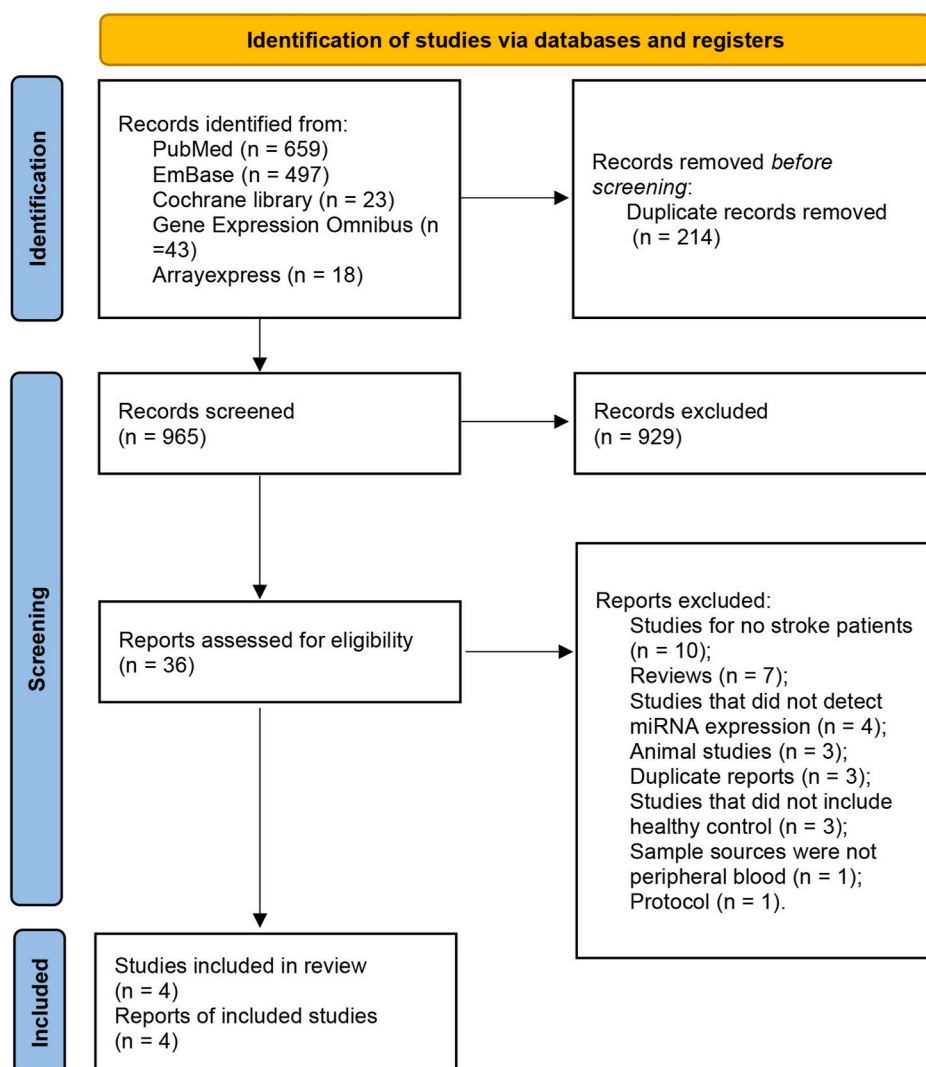 Identification of studies via databases and registers
Identification
Records identified from:
PubMed (n = 659)
EmBase (n = 497)
Cochrane library (n = 23)
Gene Expression Omnibus (n
=43)
Arrayexpress (n = 18)
Records removed before
screening:
Duplicate records removed
(n = 214)
Screening
Records screened
(n = 965)
Records excluded
(n = 929)
Reports assessed for eligibility
(n = 36)
Reports excluded:
Studies for no stroke patients
(n = 10);
Reviews (n = 7);
Studies that did not detect
miRNA expression (n = 4);
Animal studies (n = 3);
Duplicate reports (n = 3);
Studies that did not include
healthy control (n = 3);
Sample sources were not
peripheral blood (n = 1);
Protocol (n = 1).
Included
Studies included in review
(n = 4)
Reports of included studies
(n = 4)